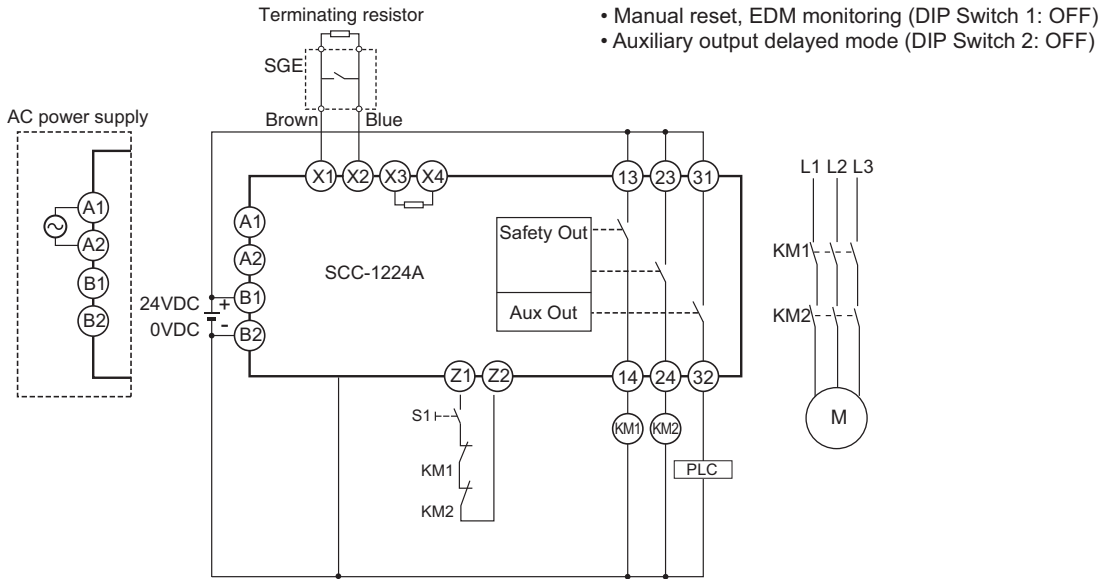 Terminating resistor
• Manual reset, EDM monitoring (DIP Switch 1: OFF)
• Auxiliary output delayed mode (DIP Switch 2: OFF)
SGE
AC power supply
Brown
Blue
X1
X2
X3
X4
13
23
31
L1 L2 L3
A1
A2
B1
B2
A1
A2
B1
B2
24VDC
+
0VDC
-
SCC-1224A
Safety Out
Aux Out
KM1
KM2
M
Z1
Z2
14
24
32
S1
KM1
KM2
KM1
KM2
PLC